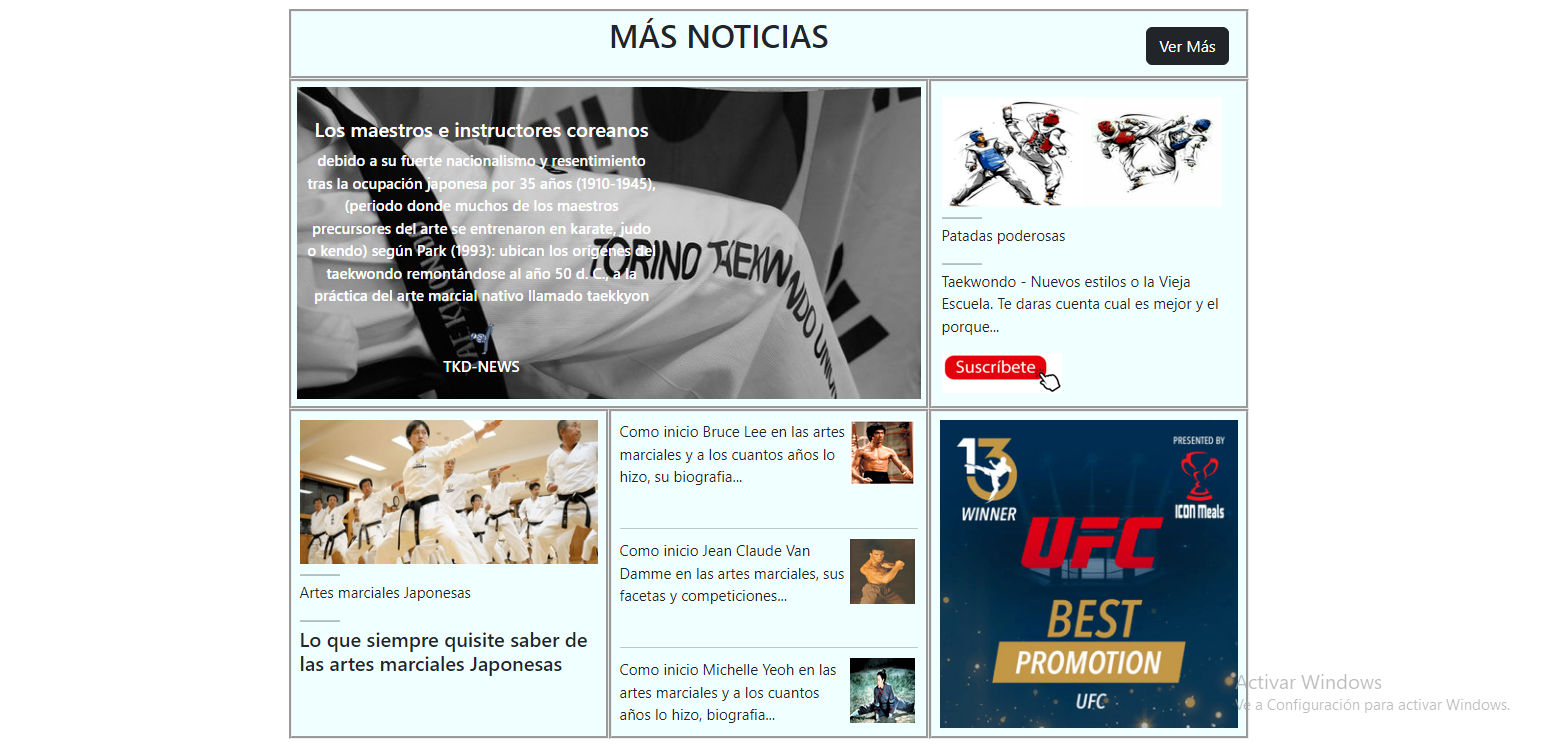 MÁS NOTICIAS
Ver Más
Los maestros e instructores coreanos
debido a su fuerte nacionalismo y resentimiento
tras la ocupación japonesa por 35 años (1910-1945),
(periodo donde muchos de los maestros
precursores del arte se entrenaron en karate, judo
o kendo) según Park (1993): ubican los orígenes del
taekwondo remontándose al año 50 d. C., a la
práctica del arte marcial nativo llamado taekkyon
TKD-NEWS
TORINO TAEKWONDO
Patadas poderosas
Taekwondo - Nuevos estilos o la Vieja
Escuela. Te daras cuenta cual es mejor y el
porque...
Suscríbete
Artes marciales Japonesas
Lo que siempre quisite saber de
las artes marciales Japonesas
Como inicio Bruce Lee en las artes
marciales y a los cuantos años lo
hizo, su biografia...
Como inicio Jean Claude Van
Damme en las artes marciales, sus
facetas y competiciones...
Como inicio Michelle Yeoh en las
artes marciales y a los cuantos
años lo hizo, biografia...
13
WINNER
PRESENTED BY
ICON Meals
UFC
BEST
PROMOTION
UFC
Activar Windows
Ve a Configuración para activar Windows.